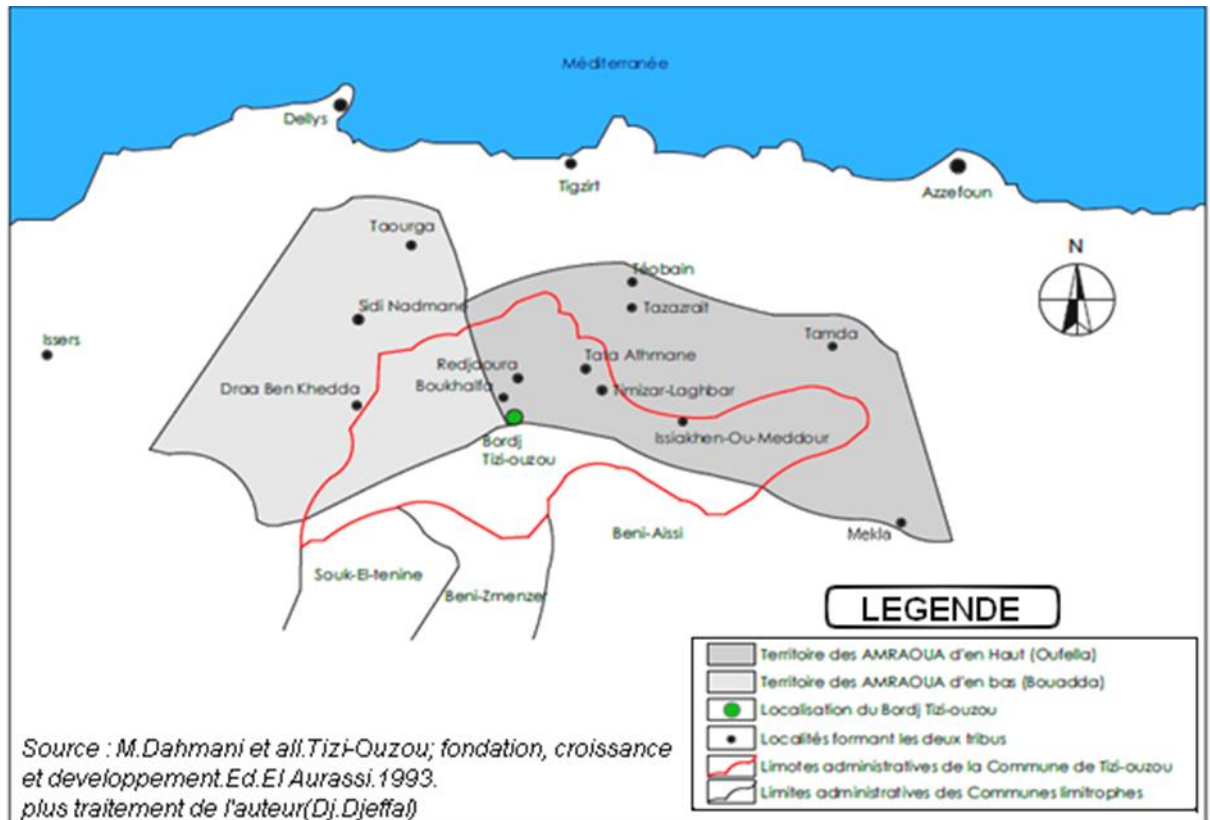 Méditerranée
Dellys
Tigzirt
Azzefoun
Taourga
N
Téobain
Sidi Nadmane
Tazazrait
Tamda
Issers
Redjaoura
Tata Athmane
Boukhalfa
Draa Ben Khedda
Timizar-Laghbar
Issiakhen-Ou-Meddour
Bordj
Tizi-ouzou
Beni-Aissi
Mekla
Souk-El-tenine
Beni-Zmenzer
LEGENDE
Territoire des AMRAOUA d'en Haut (Oufella)
Territoire des AMRAOUA d'en bas (Bouadda)
Localisation du Bordj Tizi-ouzou
Localités formant les deux tribus
Limotes administratives de la Commune de Tizi-ouzou
Limites administratives des Communes limitrophes
Source : M.Dahmani et all.Tizi-Ouzou; fondation, croissance
et developpement.Ed.El Aurassi.1993.
plus traitement de l'auteur(Dj.Djeffal)